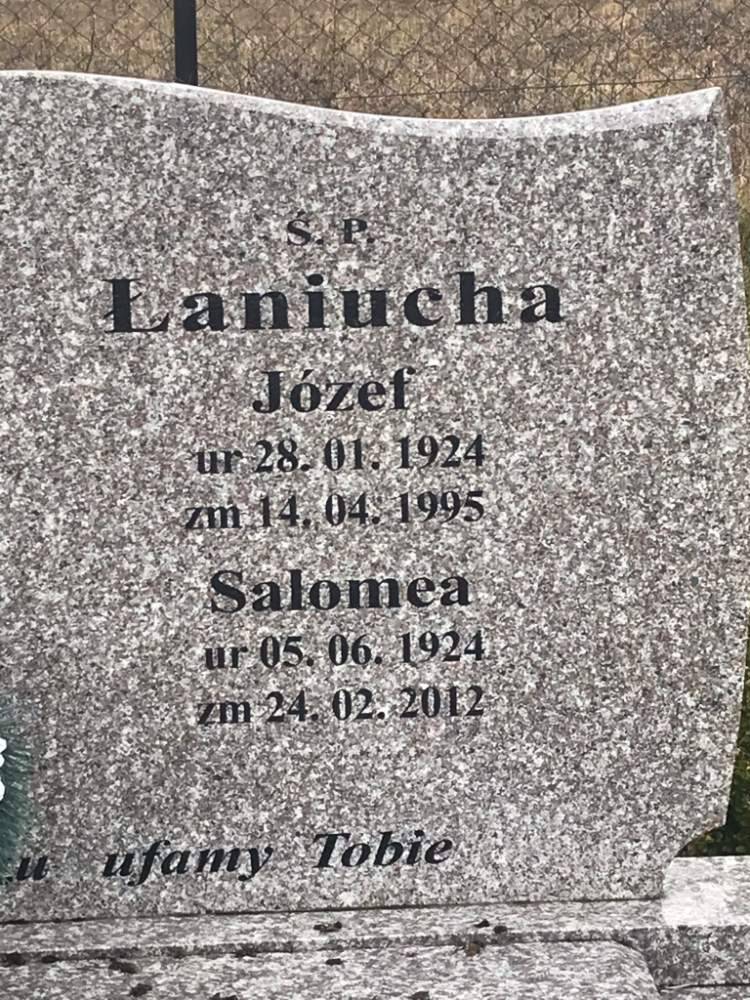 Ś. P.
Łaniucha
Józef
ur 28. 01. 1924
zm 14. 04. 1995
Salomea
ur 05. 06. 1924
zm 24. 02. 2012
ufamy Tobie